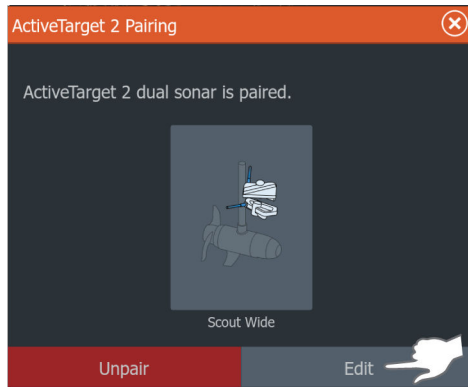 ActiveTarget 2 Pairing
ActiveTarget 2 dual sonar is paired.
Scout Wide
Unpair
Edit